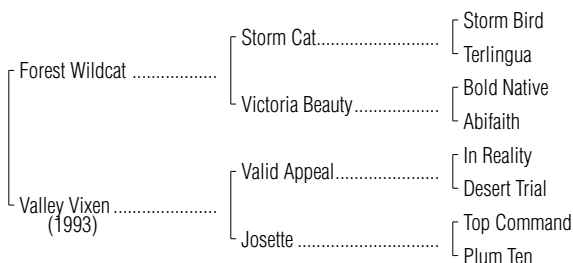 Storm Bird
Storm Cat........................
Terlingua
Forest Wildcat .................
Bold Native
Victoria Beauty.................
Abifaith
In Reality
Valid Appeal.....................
Desert Trial
Valley Vixen .....................
(1993)
Top Command
Josette .............................
Plum Ten